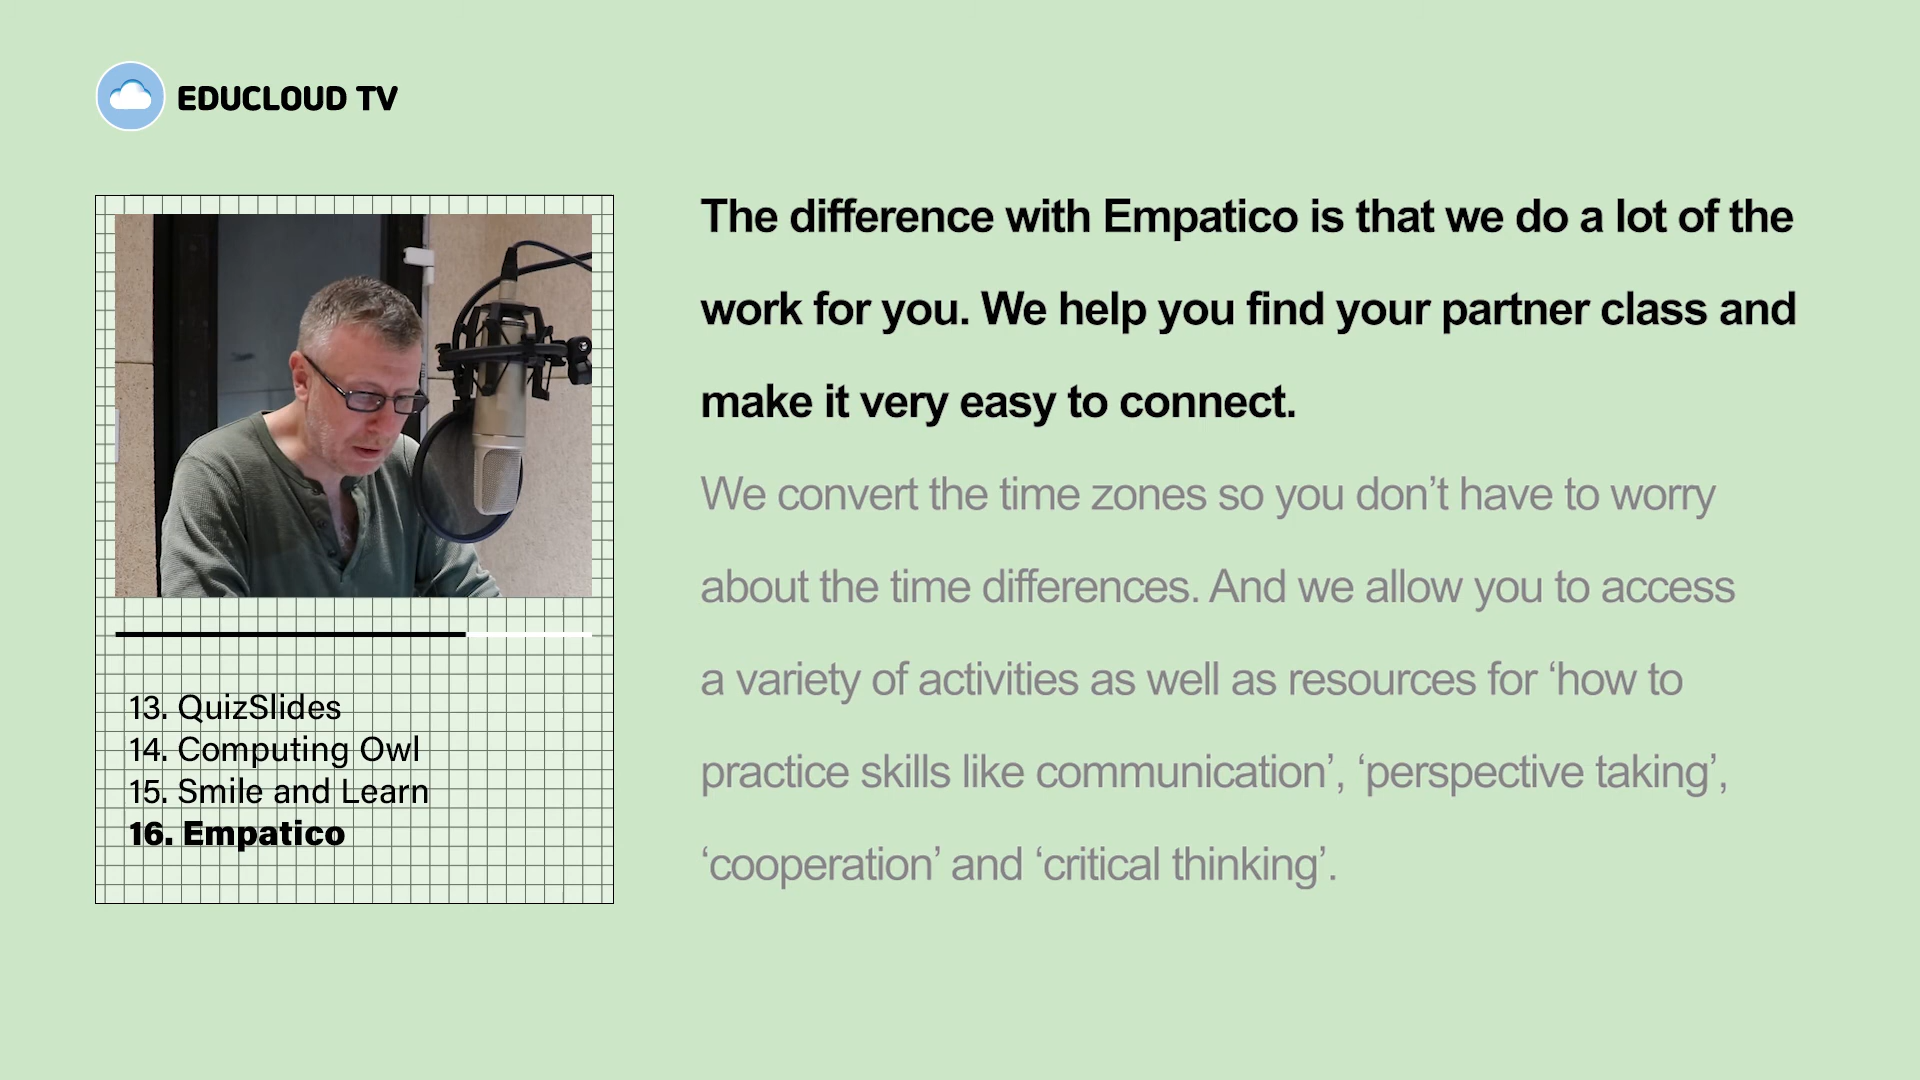 EDUCLOUD TV
The difference with Empatico is that we do a lot of the
work for you. We help you find your partner class and
make it very easy to connect.
We convert the time zones so you don’t have to worry
about the time differences. And we allow you to access
a variety of activities as well as resources for ‘how to
practice skills like communication’, ‘perspective taking’,
‘cooperation’ and ‘critical thinking’.
13. QuizSlides
14. Computing Owl
15. Smile and Learn
16. Empatico